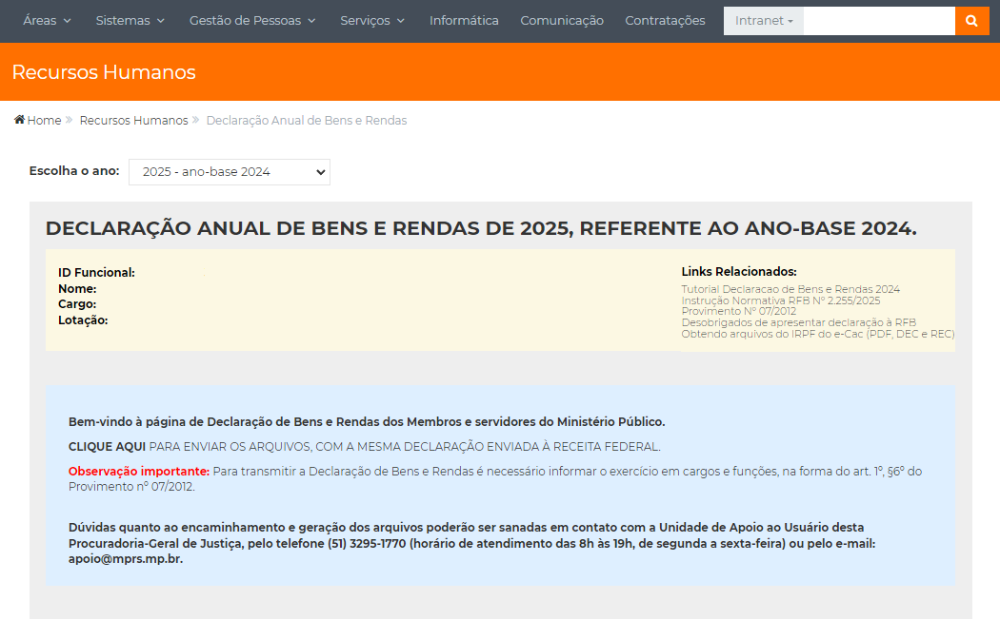 Áreas Sistemas Gestão de Pessoas Serviços Informática Comunicação Contratações Intranet
Recursos Humanos
Home » Recursos Humanos » Declaração Anual de Bens e Rendas
Escolha o ano: 2025 - ano-base 2024
DECLARAÇÃO ANUAL DE BENS E RENDAS DE 2025, REFERENTE AO ANO-BASE 2024.
ID Funcional:
Nome:
Cargo:
Lotação:
Links Relacionados:
Tutorial Declaracao de Bens e Rendas 2024
Instrução Normativa RFB Nº 2.255/2025
Provimento Nº 07/2012
Desobrigados de apresentar declaração à RFB
Obtendo arquivos do IRPF do e-Cac (PDF, DEC e REC)
Bem-vindo à página de Declaração de Bens e Rendas dos Membros e servidores do Ministério Público.
CLIQUE AQUI PARA ENVIAR OS ARQUIVOS, COM A MESMA DECLARAÇÃO ENVIADA À RECEITA FEDERAL.
Observação importante: Para transmitir a Declaração de Bens e Rendas é necessário informar o exercício em cargos e funções, na forma do art. 1º, §6º do
Provimento nº 07/2012.
Dúvidas quanto ao encaminhamento e geração dos arquivos poderão ser sanadas em contato com a Unidade de Apoio ao Usuário desta
Procuradoria-Geral de Justiça, pelo telefone (51) 3295-1770 (horário de atendimento das 8h às 19h, de segunda a sexta-feira) ou pelo e-mail:
apoio@mprs.mp.br.